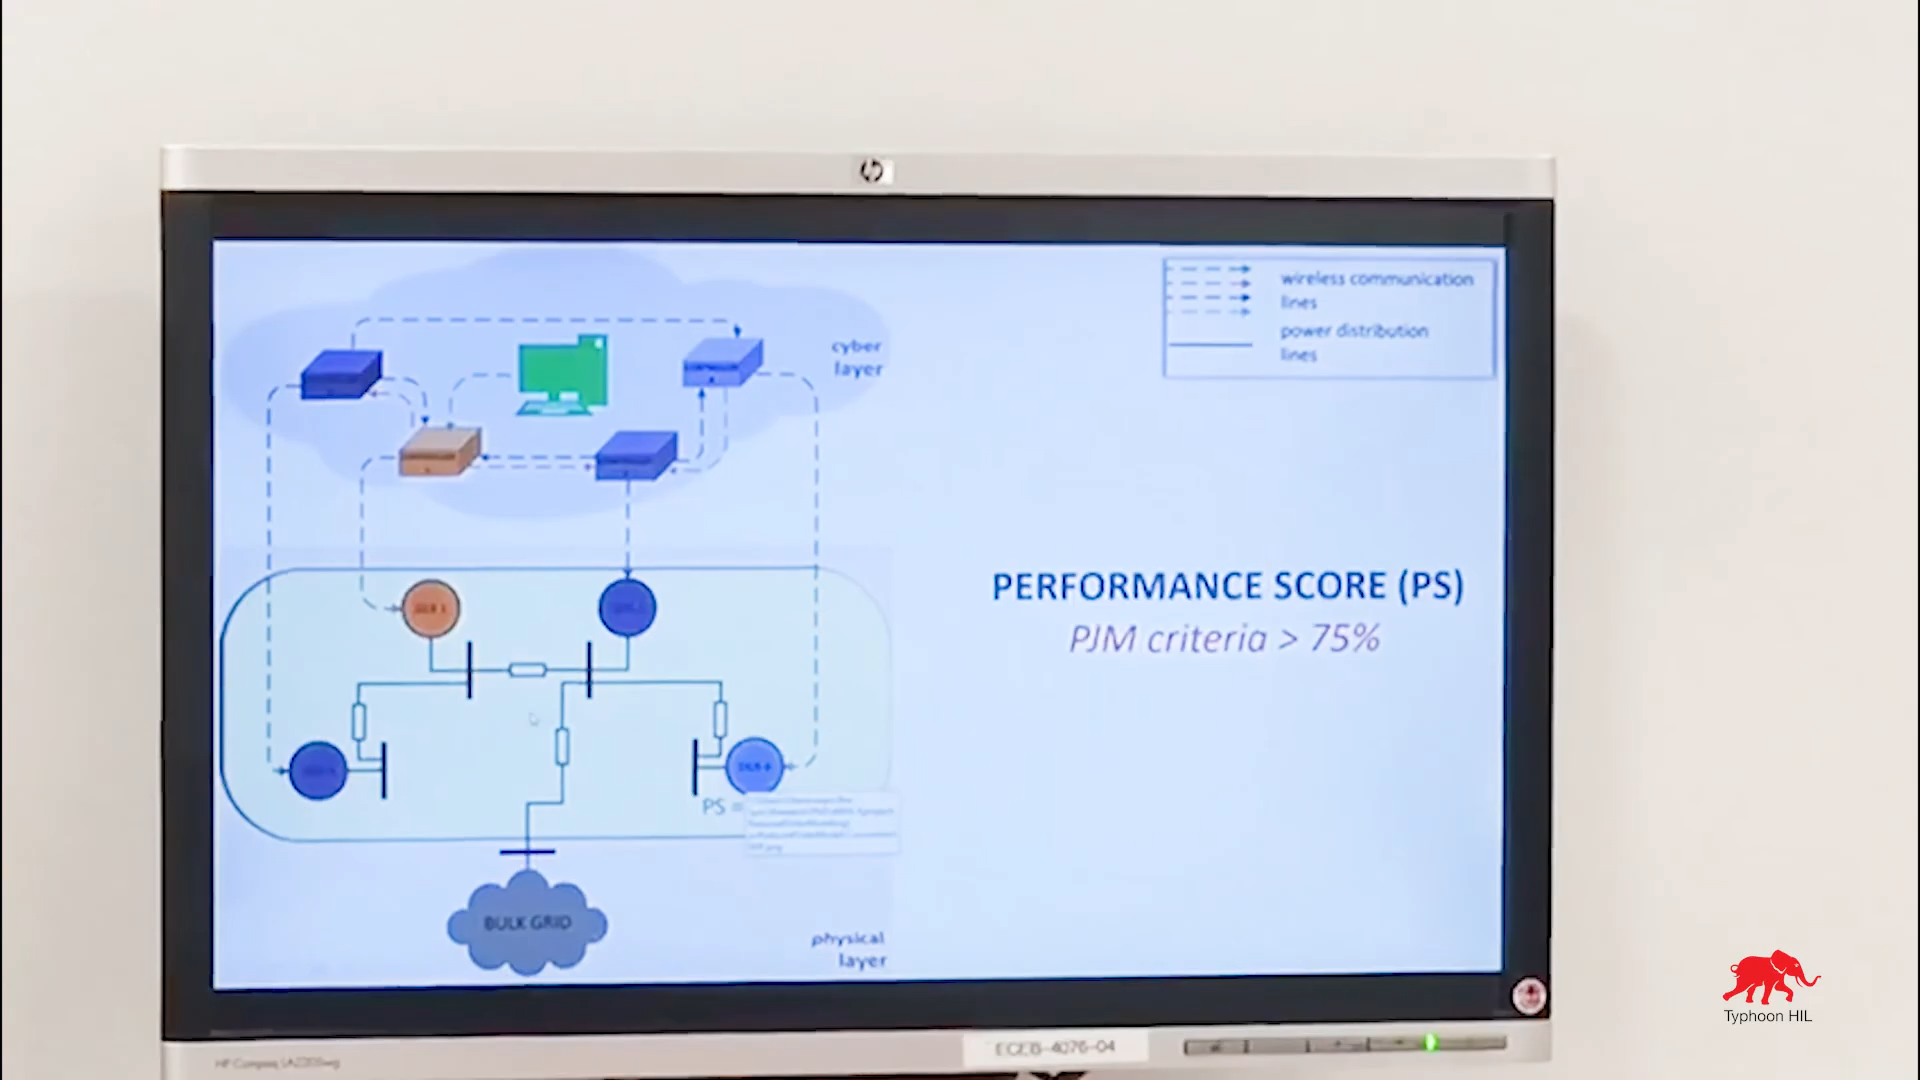 hp
cyber
layer
wireless communication
lines
power distribution
lines
PERFORMANCE SCORE (PS)
PJM criteria > 75%
PS =
BULK GRID
physical
layer
ECEB-4076-04
Typhoon HIL